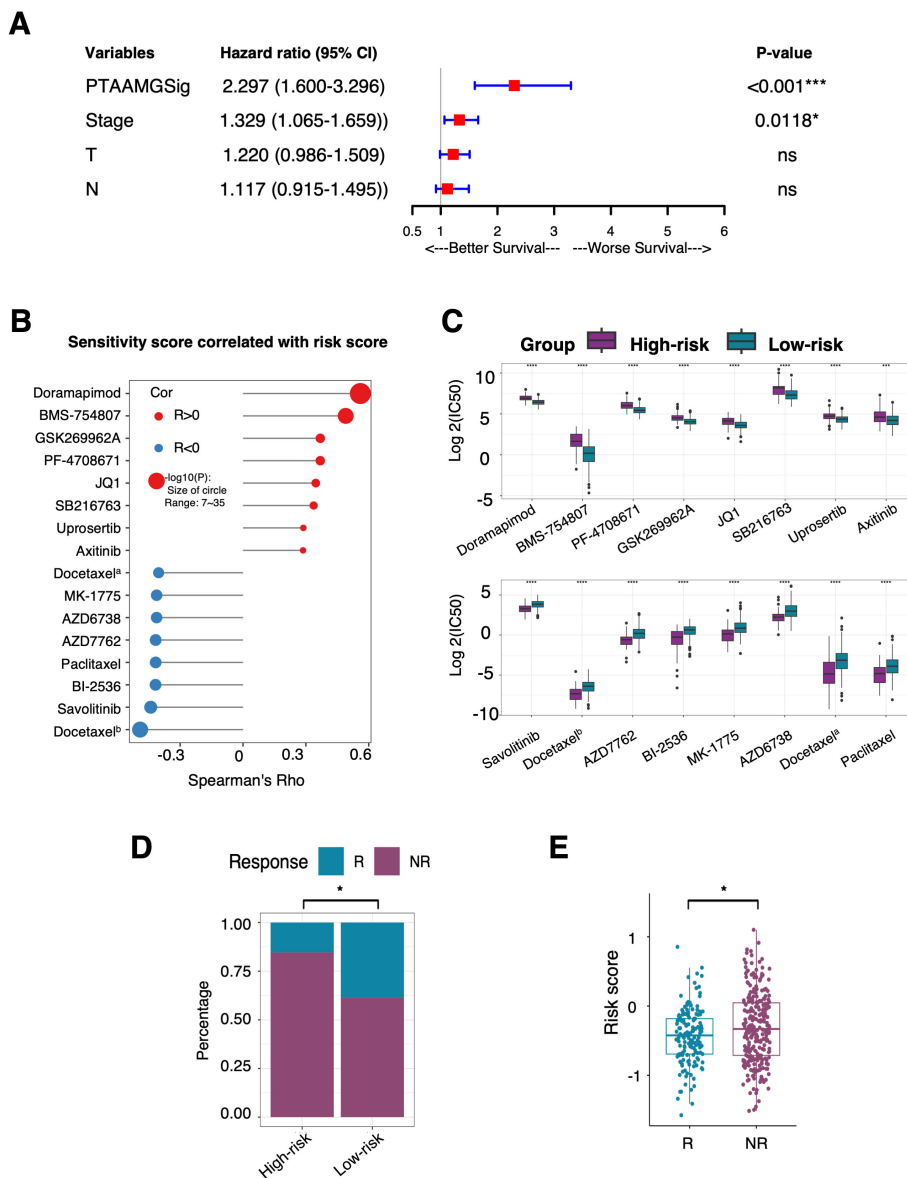 A
Variables Hazard ratio (95% CI) P-value
PTAAMGSig 2.297 (1.600-3.296) <0.001***
Stage 1.329 (1.065-1.659)) 0.0118*
T 1.220 (0.986-1.509) ns
N 1.117 (0.915-1.495)) ns
0.5 1 2 3 4 5 6
<---Better Survival--- ---Worse Survival--->
B
Sensitivity score correlated with risk score
Doramapimod
BMS-754807
GSK269962A
PF-4708671
JQ1
SB216763
Uprosertib
Axitinib
Docetaxelᵃ
MK-1775
AZD6738
AZD7762
Paclitaxel
BI-2536
Savolitinib
Docetaxelᵇ
Cor
R>0
R<0
-log10(P):
Size of circle
Range: 7~35
-0.3 0 0.3 0.6
Spearman's Rho
C
Group High-risk Low-risk
**** **** **** **** **** **** **** ***
Log 2(IC50)
10
5
0
-5
Doramapimod BMS-754807 PF-4708671 GSK269962A JQ1 SB216763 Uprosertib Axitinib
**** **** **** **** **** **** **** ****
Log 2(IC50)
5
0
-5
-10
Savolitinib Docetaxelᵇ AZD7762 BI-2536 MK-1775 AZD6738 Docetaxelᵃ Paclitaxel
D
Response R NR
*
Percentage
1.00
0.75
0.50
0.25
0.00
High-risk Low-risk
E
*
Risk score
1
0
-1
R NR